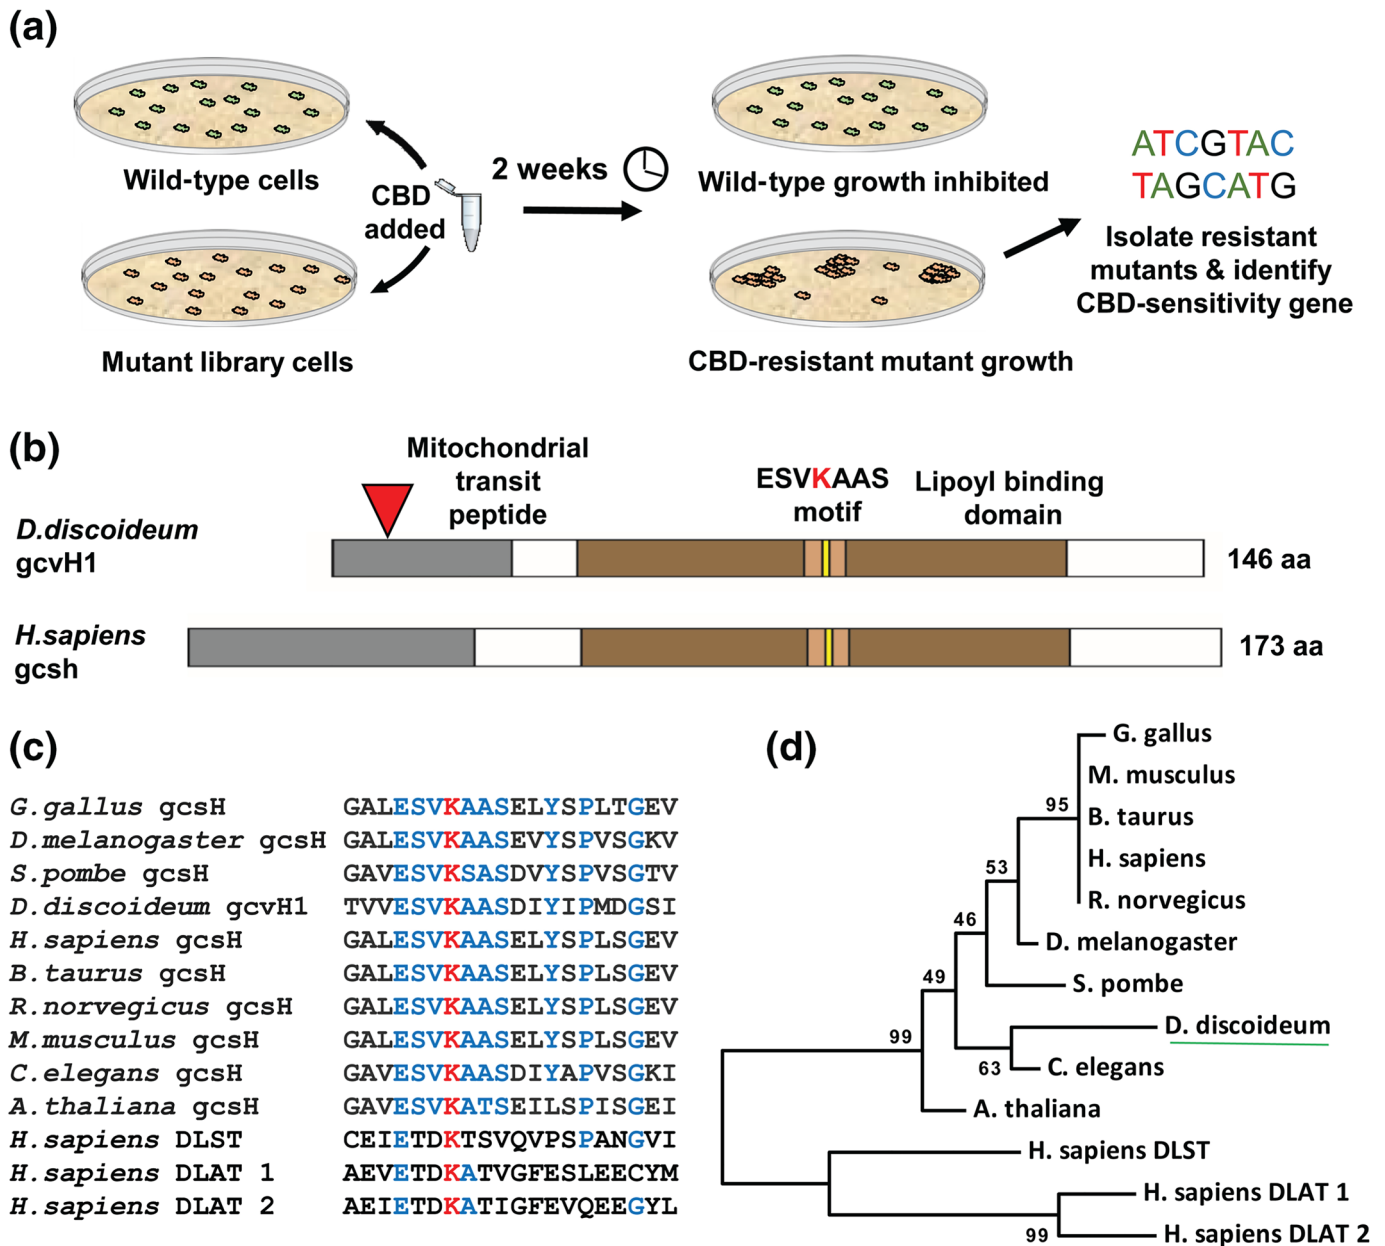 (a)
Wild-type cells
CBD
added
2 weeks
Wild-type growth inhibited
ATCGTAC
TAGCATG
Isolate resistant
mutants & identify
CBD-sensitivity gene
Mutant library cells
CBD-resistant mutant growth
(b)
Mitochondrial
transit
peptide
ESVKAAS
motif
Lipoyl binding
domain
D.discoideum
gcvH1
146 aa
H.sapiens
gcsh
173 aa
(c)
G.gallus gcsH GALESVKAASELYSPLTGEV
D.melanogaster gcsH GALESVKAASEVYSPVSGKV
S.pombe gcsH GAVESVKSASDVYSPVSGTV
D.discoideum gcvH1 TVVESVKAASDIYIPMDGSI
H.sapiens gcsH GALESVKAASELYSPLSGEV
B.taurus gcsH GALESVKAASELYSPLSGEV
R.norvegicus gcsH GALESVKAASELYSPLSGEV
M.musculus gcsH GALESVKAASELYSPLSGEV
C.elegans gcsH GAVESVKAASDIYAPVSGKI
A.thaliana gcsH GAVESVKATSEILSPISGEI
H.sapiens DLST CEIETDKTSVQVPSPANGVI
H.sapiens DLAT 1 AEVETDKATVGFESLEECYM
H.sapiens DLAT 2 AEIETDKATIGFEVQEEGYL
(d)
G. gallus
M. musculus
95
B. taurus
H. sapiens
53
R. norvegicus
46
D. melanogaster
49
S. pombe
99
D. discoideum
63
C. elegans
A. thaliana
H. sapiens DLST
H. sapiens DLAT 1
99
H. sapiens DLAT 2